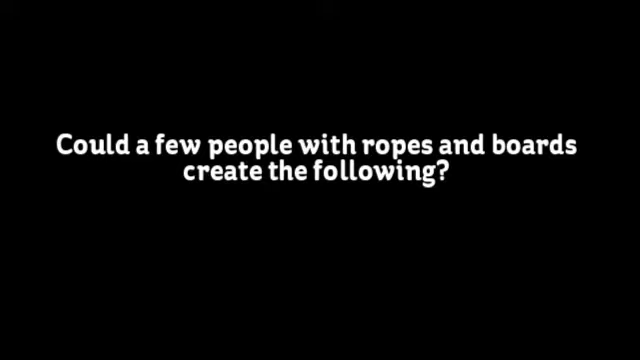 Could a few people with ropes and boards
create the following?